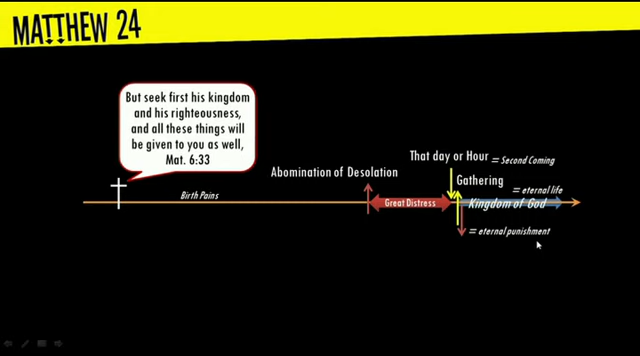 MATTHEW 24
But seek first his kingdom
and his righteousness,
and all these things will
be given to you as well,
Mat. 6:33
That day or Hour = Second Coming
Abomination of Desolation
Gathering
= eternal life
Birth Pains
Great Distress
Kingdom of God
= eternal punishment